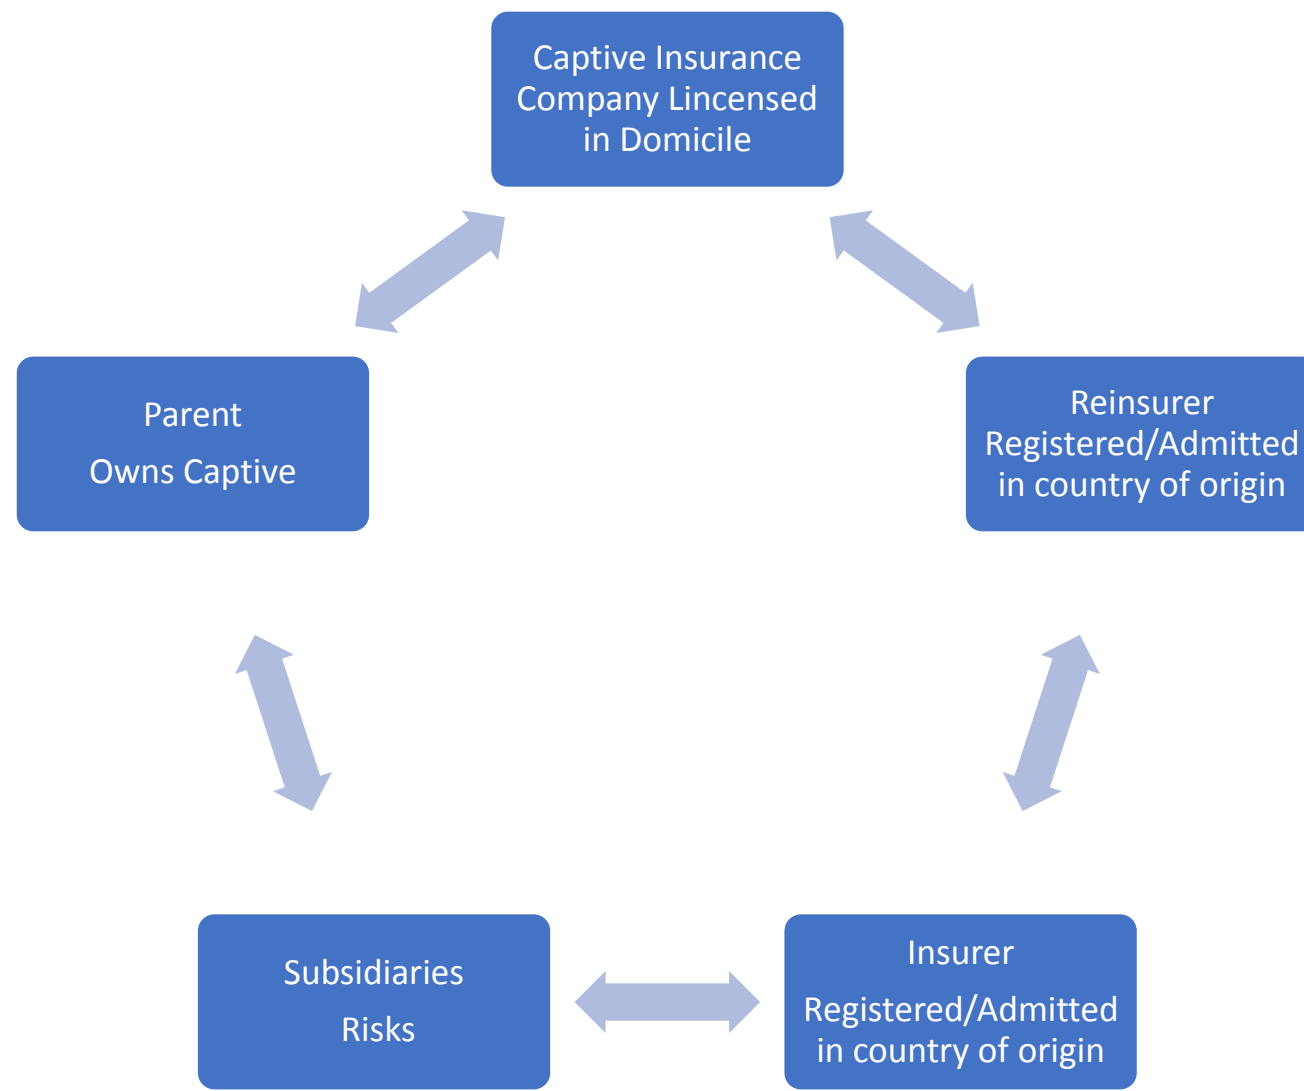 Captive Insurance
Company Lincensed
in Domicile
Parent
Owns Captive
Reinsurer
Registered/Admitted
in country of origin
Subsidiaries
Risks
Insurer
Registered/Admitted
in country of origin